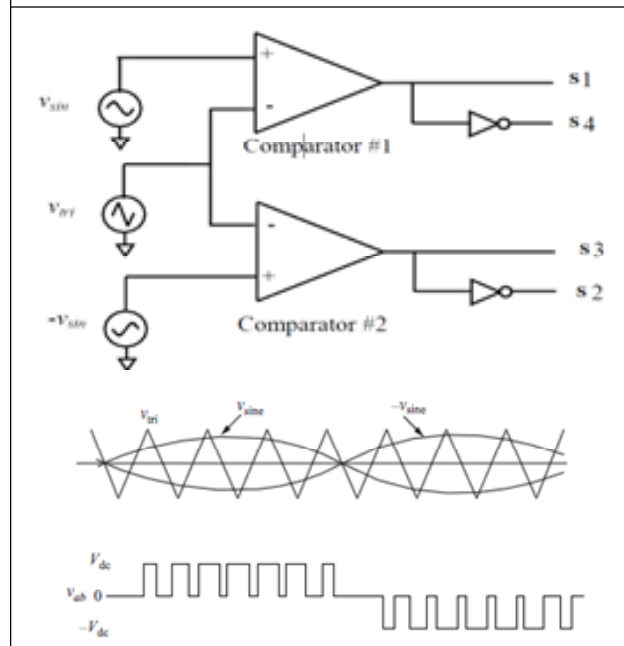 s1
v_sin
s4
Comparator #1
v_tri
s3
-v_sin
s2
Comparator #2
v_tri v_sine –v_sine
V_dc
v_ab 0
–V_dc